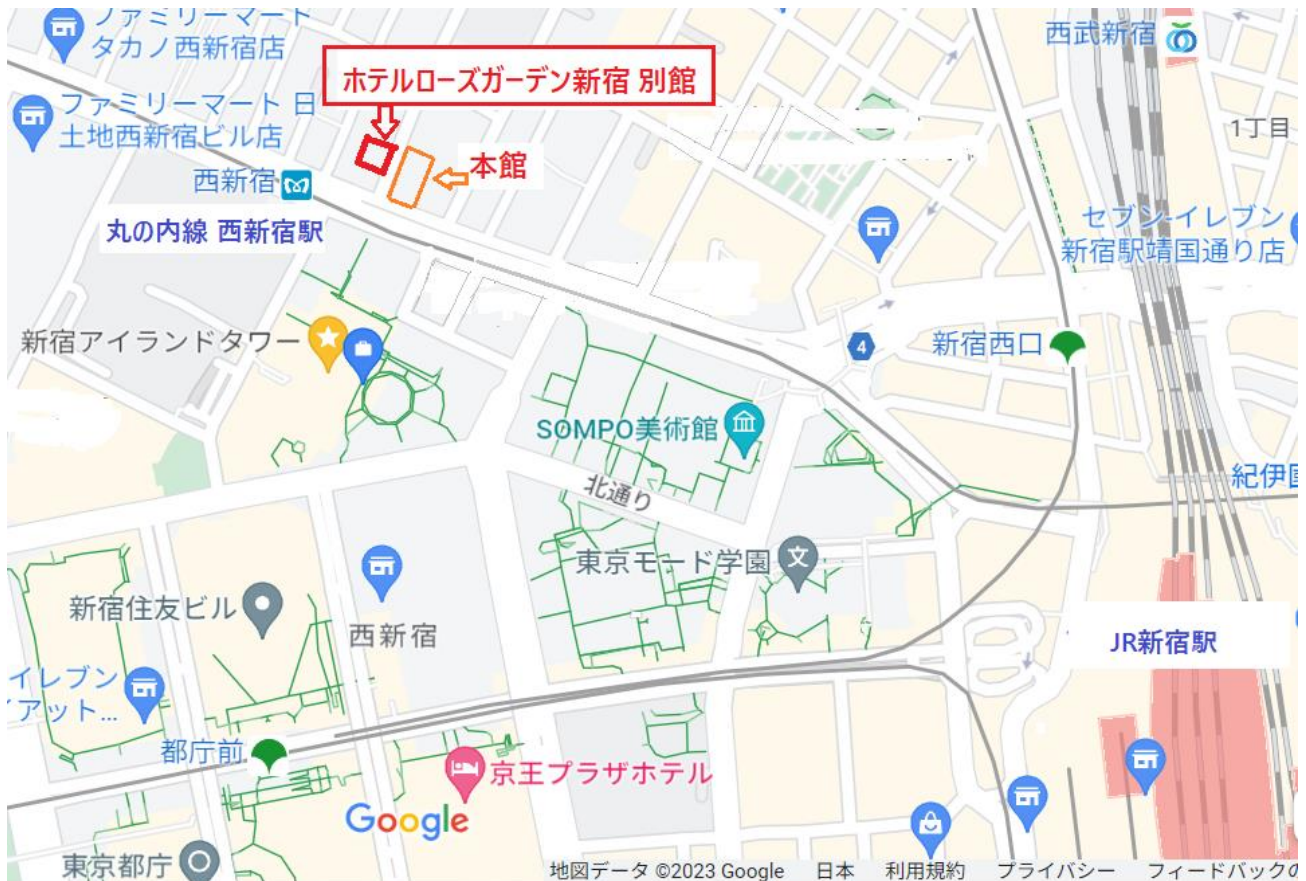 ファミリーマート
タカノ西新宿店
ホテルローズガーデン新宿 別館
西武新宿
ファミリーマート 日
土地西新宿ビル店
1丁目
本館
西新宿
丸の内線 西新宿駅
セブン-イレブン
新宿駅靖国通り店
新宿アイランドタワー
4
新宿西口
SOMPO美術館
北通り
紀伊國
東京モード学園
文
新宿住友ビル
西新宿
JR新宿駅
イレブン
アット...
都庁前
京王プラザホテル
Google
東京都庁
地図データ ©2023 Google 日本 利用規約 プライバシー フィードバックの